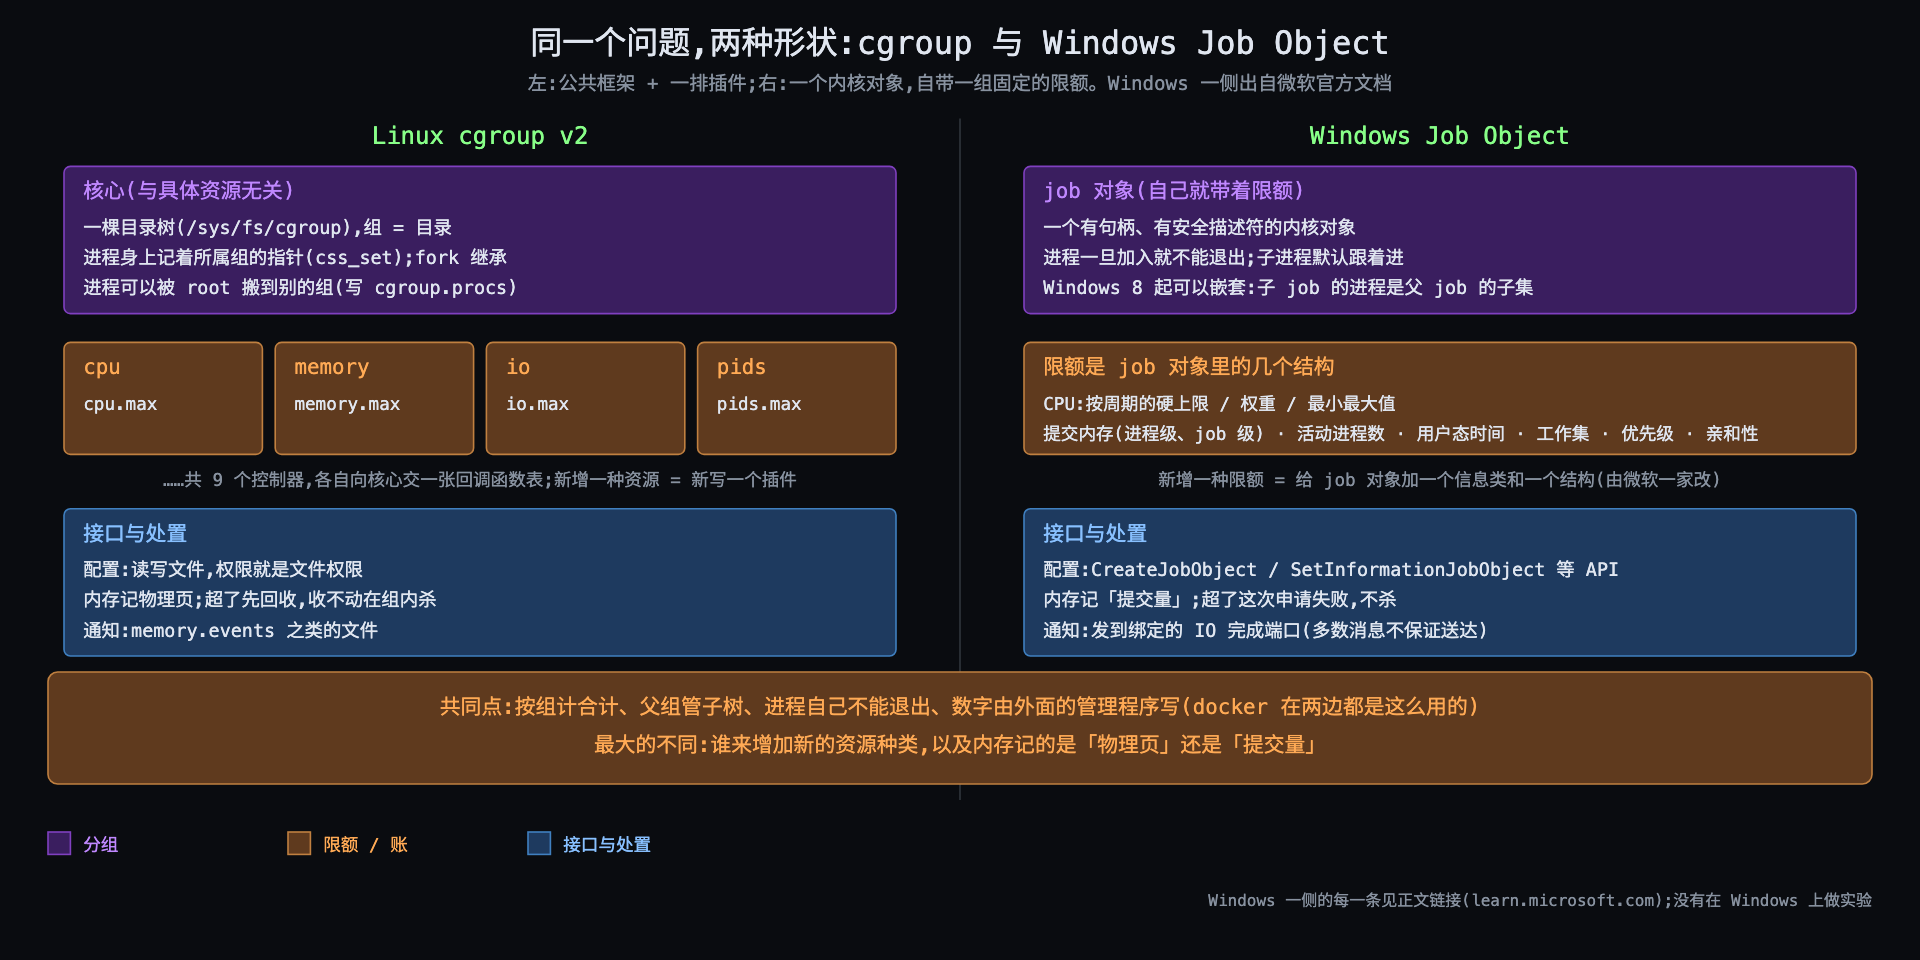 同一个问题,两种形状:cgroup 与 Windows Job Object
左:公共框架 + 一排插件;右:一个内核对象,自带一组固定的限额。Windows 一侧出自微软官方文档
Linux cgroup v2
核心(与具体资源无关)
一棵目录树(/sys/fs/cgroup),组 = 目录
进程身上记着所属组的指针(css_set);fork 继承
进程可以被 root 搬到别的组(写 cgroup.procs)
cpu
cpu.max
memory
memory.max
io
io.max
pids
pids.max
……共 9 个控制器,各自向核心交一张回调函数表;新增一种资源 = 新写一个插件
接口与处置
配置:读写文件,权限就是文件权限
内存记物理页;超了先回收,收不动在组内杀
通知:memory.events 之类的文件
Windows Job Object
job 对象(自己就带着限额)
一个有句柄、有安全描述符的内核对象
进程一旦加入就不能退出;子进程默认跟着进
Windows 8 起可以嵌套:子 job 的进程是父 job 的子集
限额是 job 对象里的几个结构
CPU:按周期的硬上限 / 权重 / 最小最大值
提交内存(进程级、job 级) · 活动进程数 · 用户态时间 · 工作集 · 优先级 · 亲和性
新增一种限额 = 给 job 对象加一个信息类和一个结构(由微软一家改)
接口与处置
配置:CreateJobObject / SetInformationJobObject 等 API
内存记「提交量」;超了这次申请失败,不杀
通知:发到绑定的 IO 完成端口(多数消息不保证送达)
共同点:按组计合计、父组管子树、进程自己不能退出、数字由外面的管理程序写(docker 在两边都是这么用的)
最大的不同:谁来增加新的资源种类,以及内存记的是「物理页」还是「提交量」
分组
限额 / 账
接口与处置
Windows 一侧的每一条见正文链接(learn.microsoft.com);没有在 Windows 上做实验